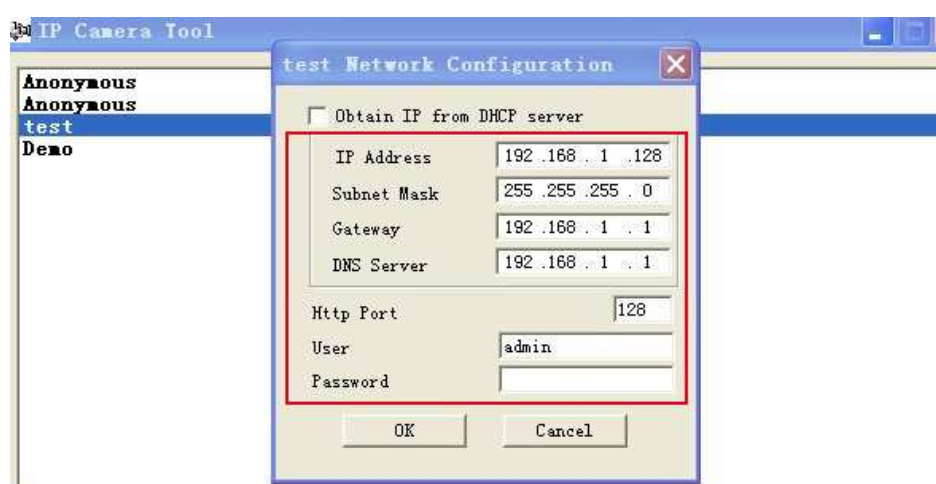 IP Camera Tool
Anonymous
Anonymous
test
Demo
test Network Configuration
Obtain IP from DHCP server
IP Address 192 .168 . 1 .128
Subnet Mask 255 .255 .255 . 0
Gateway 192 .168 . 1 . 1
DNS Server 192 .168 . 1 . 1
Http Port 128
User admin
Password
OK Cancel